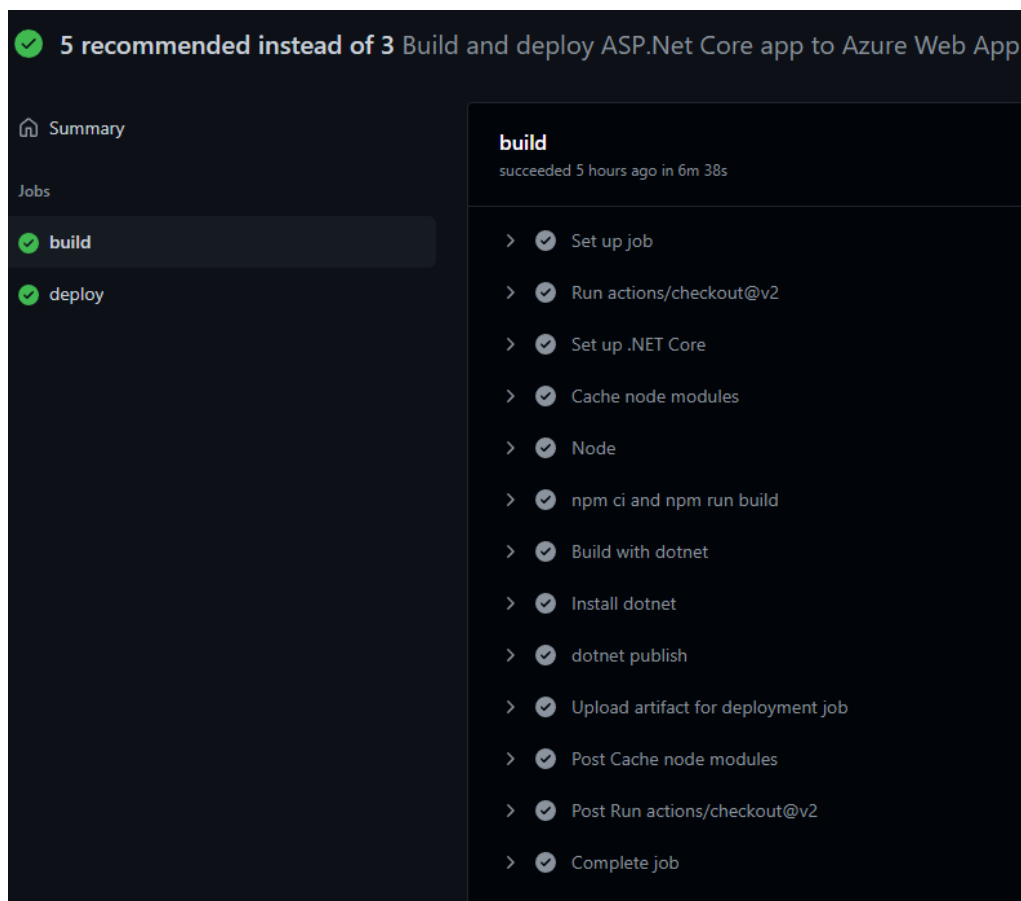 5 recommended instead of 3 Build and deploy ASP.Net Core app to Azure Web App
Summary
Jobs
build
deploy
build
succeeded 5 hours ago in 6m 38s
Set up job
Run actions/checkout@v2
Set up .NET Core
Cache node modules
Node
npm ci and npm run build
Build with dotnet
Install dotnet
dotnet publish
Upload artifact for deployment job
Post Cache node modules
Post Run actions/checkout@v2
Complete job